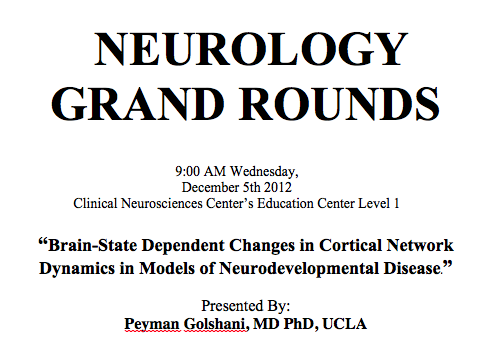 NEUROLOGY
GRAND ROUNDS
9:00 AM Wednesday,
December 5th 2012
Clinical Neurosciences Center's Education Center Level 1
“Brain-State Dependent Changes in Cortical Network
Dynamics in Models of Neurodevelopmental Disease.”
Presented By:
Peyman Golshani, MD PhD, UCLA